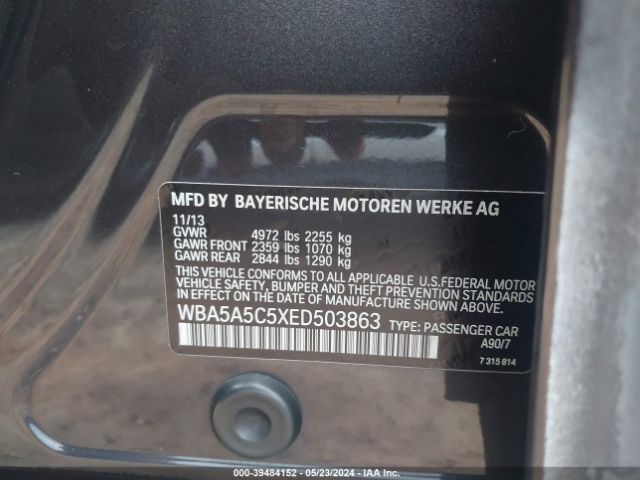 MFD BY BAYERISCHE MOTOREN WERKE AG
11/13
GVWR 4972 lbs 2255 kg
GAWR FRONT 2359 lbs 1070 kg
GAWR REAR 2844 lbs 1290 kg
THIS VEHICLE CONFORMS TO ALL APPLICABLE U.S.FEDERAL MOTOR
VEHICLE SAFETY, BUMPER AND THEFT PREVENTION STANDARDS
IN EFFECT ON THE DATE OF MANUFACTURE SHOWN ABOVE.
WBA5A5C5XED503863 TYPE: PASSENGER CAR
A90/7
7 315 814
000-39484152 - 05/23/2024 - IAA Inc.